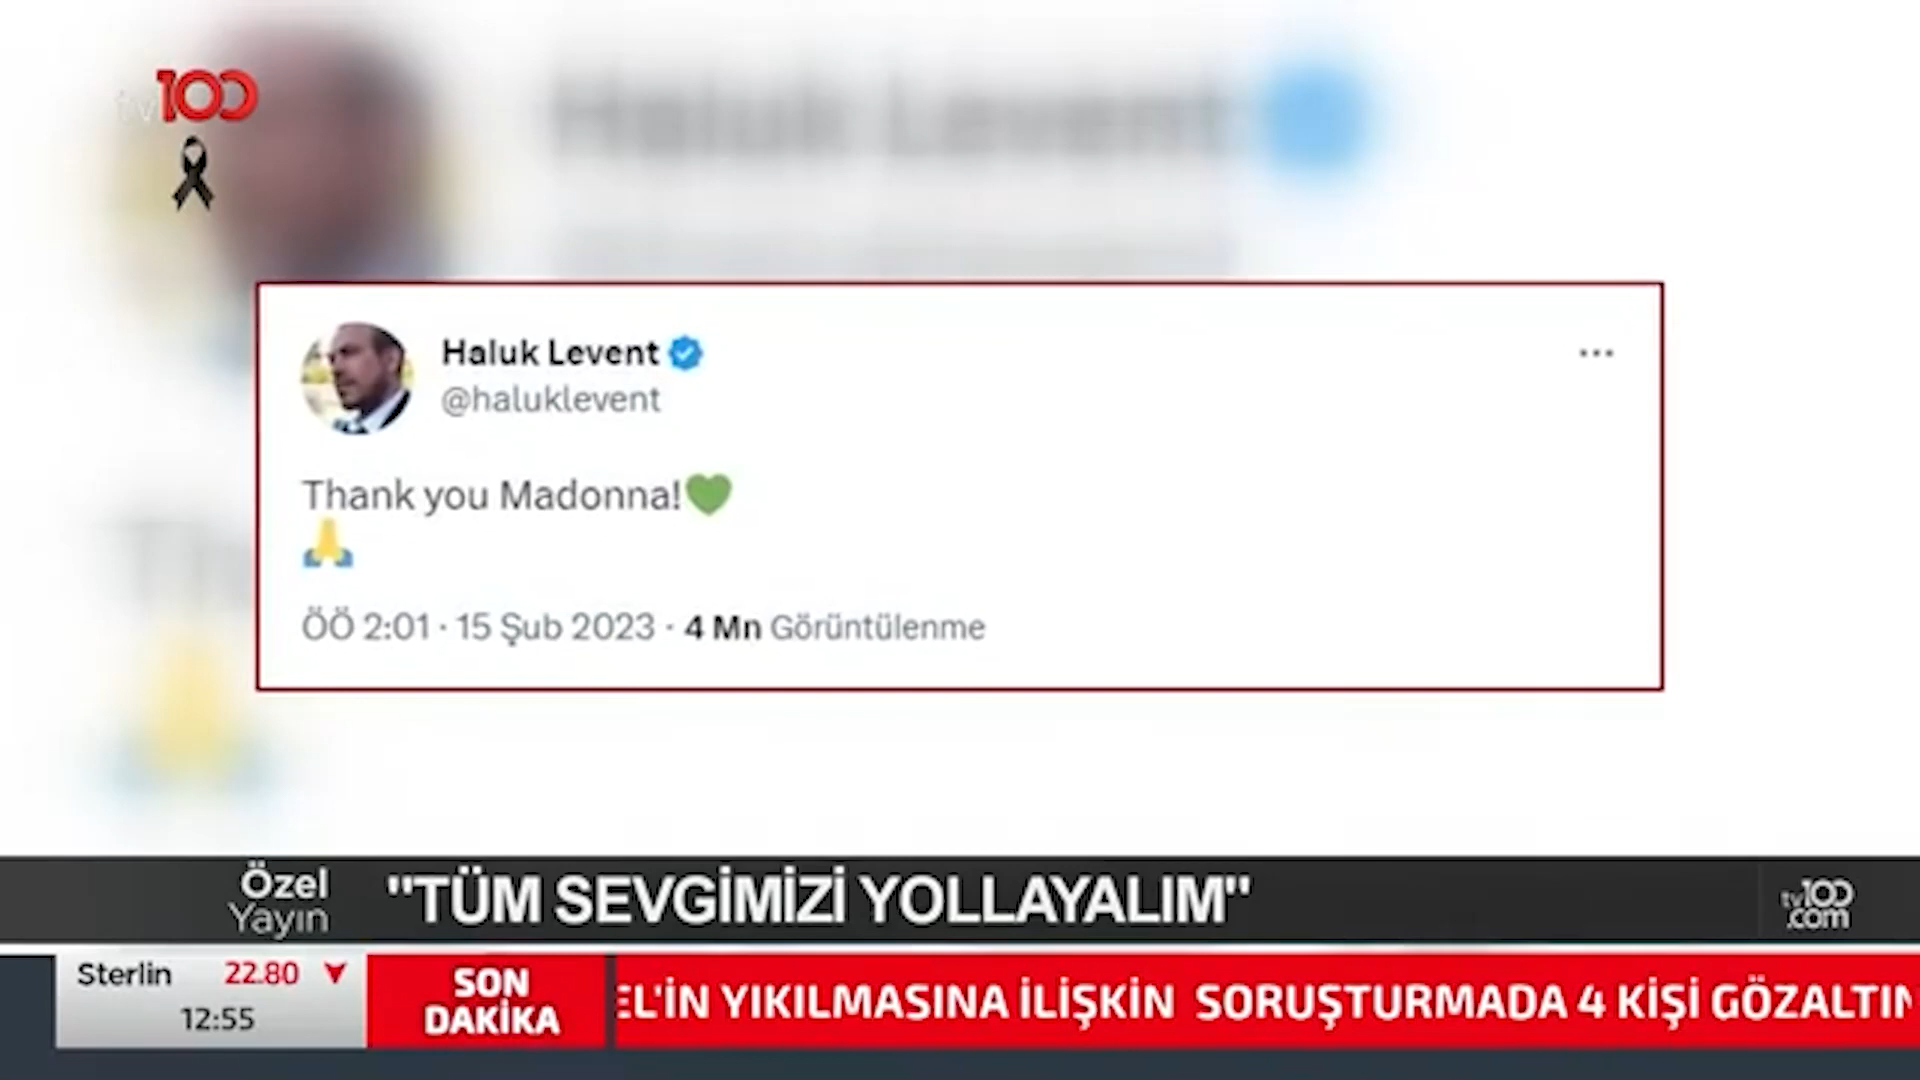 tv100
Haluk Levent
@haluklevent
Thank you Madonna!💚
🙏
ÖÖ 2:01 · 15 Şub 2023 · 4 Mn Görüntülenme
Özel
Yayın
"TÜM SEVGİMİZİ YOLLAYALIM"
tv100
.com
Sterlin 22.80
12:55
SON
DAKİKA
EL'İN YIKILMASINA İLİŞKİN SORUŞTURMADA 4 KİŞİ